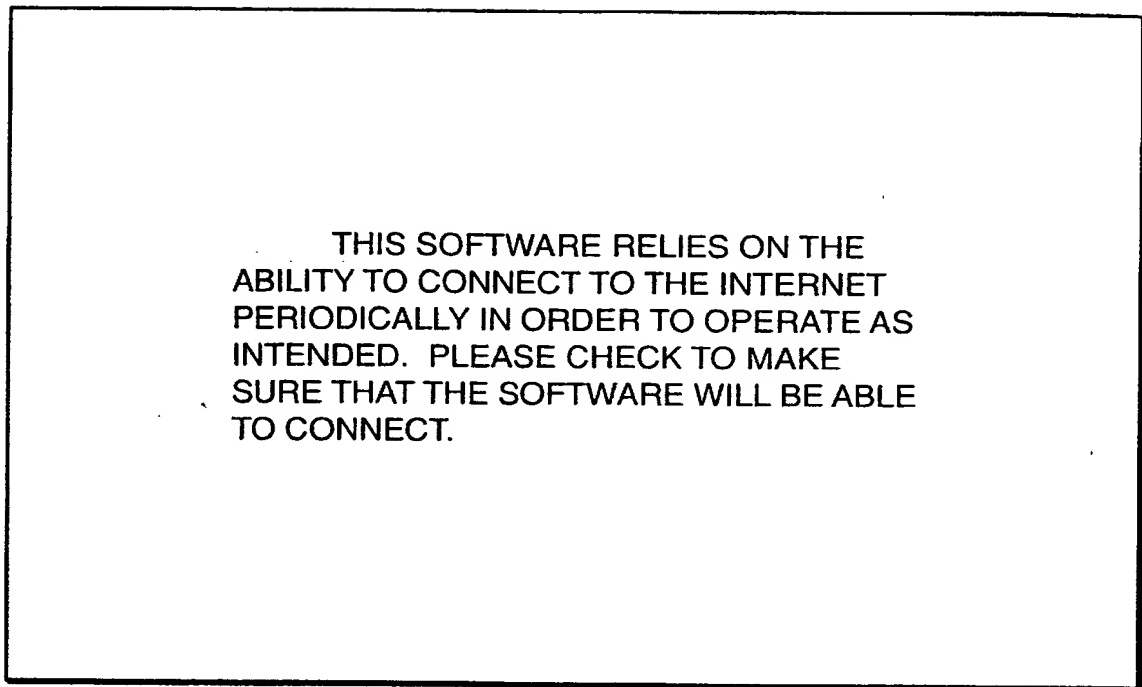 THIS SOFTWARE RELIES ON THE
ABILITY TO CONNECT TO THE INTERNET
PERIODICALLY IN ORDER TO OPERATE AS
INTENDED.  PLEASE CHECK TO MAKE
SURE THAT THE SOFTWARE WILL BE ABLE
TO CONNECT.